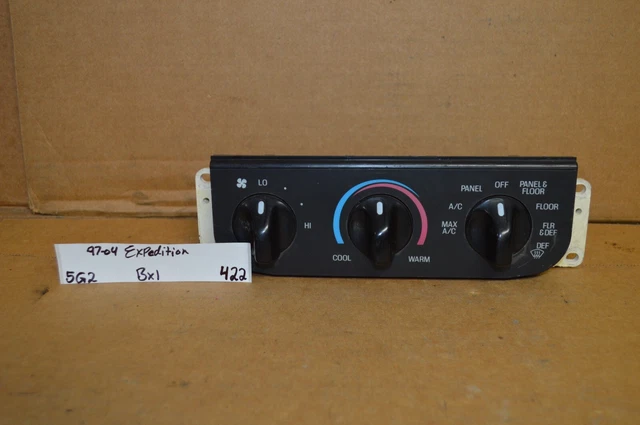 97-04 Expedition
5G2 Bx1 422
LO
HI
COOL WARM
PANEL OFF PANEL & FLOOR
A/C FLOOR
MAX A/C FLR & DEF
DEF